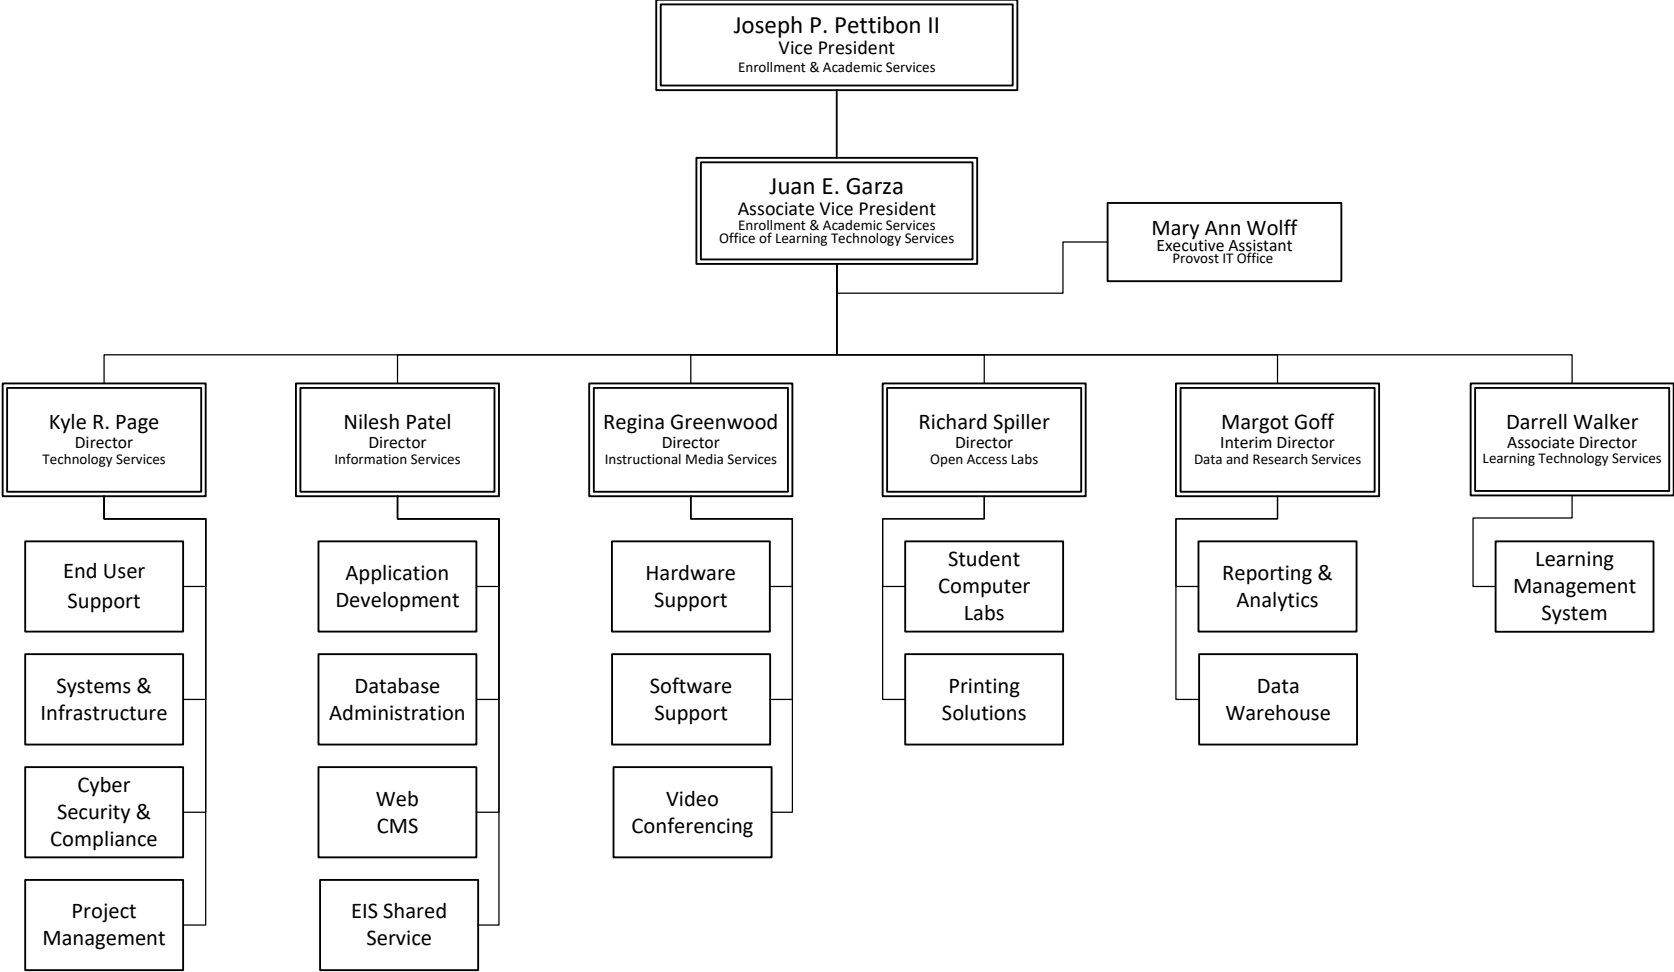 Joseph P. Pettibon II
Vice President
Enrollment & Academic Services
Juan E. Garza
Associate Vice President
Enrollment & Academic Services
Office of Learning Technology Services
Mary Ann Wolff
Executive Assistant
Provost IT Office
Kyle R. Page
Director
Technology Services
Nilesh Patel
Director
Information Services
Regina Greenwood
Director
Instructional Media Services
Richard Spiller
Director
Open Access Labs
Margot Goff
Interim Director
Data and Research Services
Darrell Walker
Associate Director
Learning Technology Services
End User
Support
Systems &
Infrastructure
Cyber
Security &
Compliance
Project
Management
Application
Development
Database
Administration
Web
CMS
EIS Shared
Service
Hardware
Support
Software
Support
Video
Conferencing
Student
Computer
Labs
Printing
Solutions
Reporting &
Analytics
Data
Warehouse
Learning
Management
System